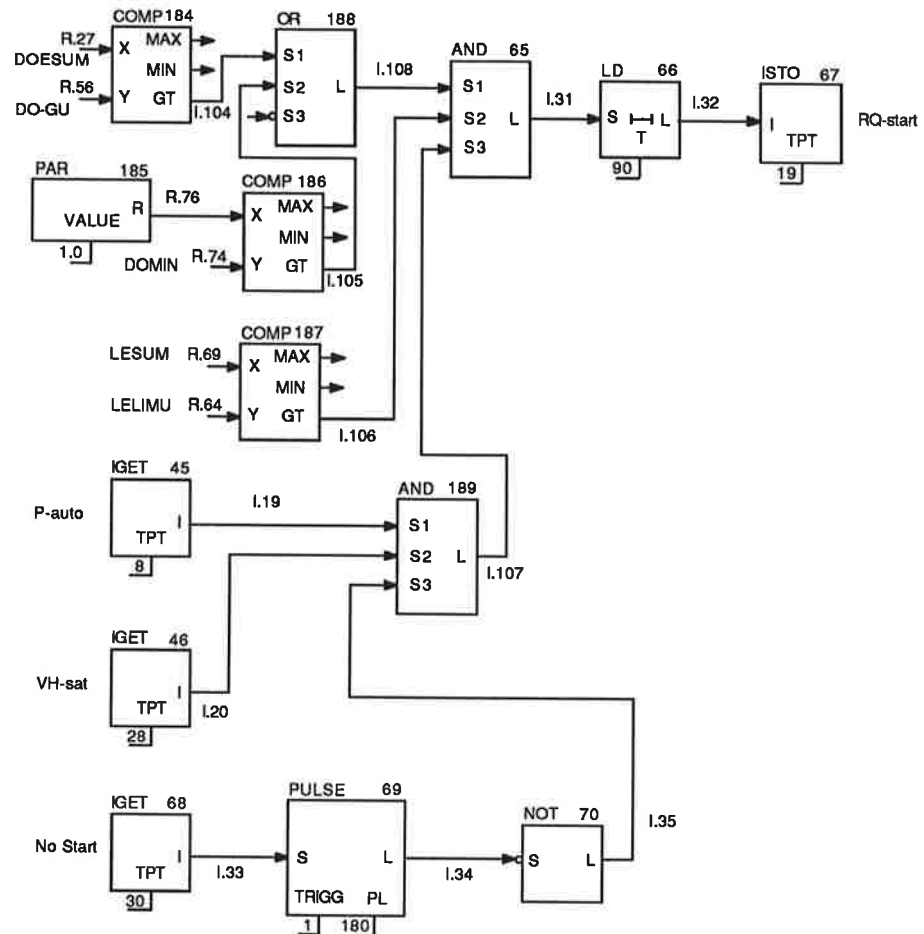 COMP 184
OR 188
R.27
X
MAX
DOESUM
MIN
R.56
Y
GT
DO-GU
I.104
S1
S2
L
S3
I.108
AND 65
S1
S2
L
S3
I.31
LD 66
S
L
T
90
I.32
ISTO 67
I
TPT
19
RQ-start
PAR 185
R
VALUE
1.0
R.76
COMP 186
X
MAX
MIN
Y
GT
R.74
DOMIN
I.105
COMP 187
LESUM
R.69
X
MAX
MIN
LELIMU
R.64
Y
GT
I.106
IGET 45
P-auto
I
TPT
8
I.19
AND 189
S1
S2
L
S3
I.107
IGET 46
VH-sat
I
TPT
28
I.20
IGET 68
No Start
I
TPT
30
I.33
PULSE 69
S
L
TRIGG
PL
1
180
I.34
NOT 70
S
L
I.35